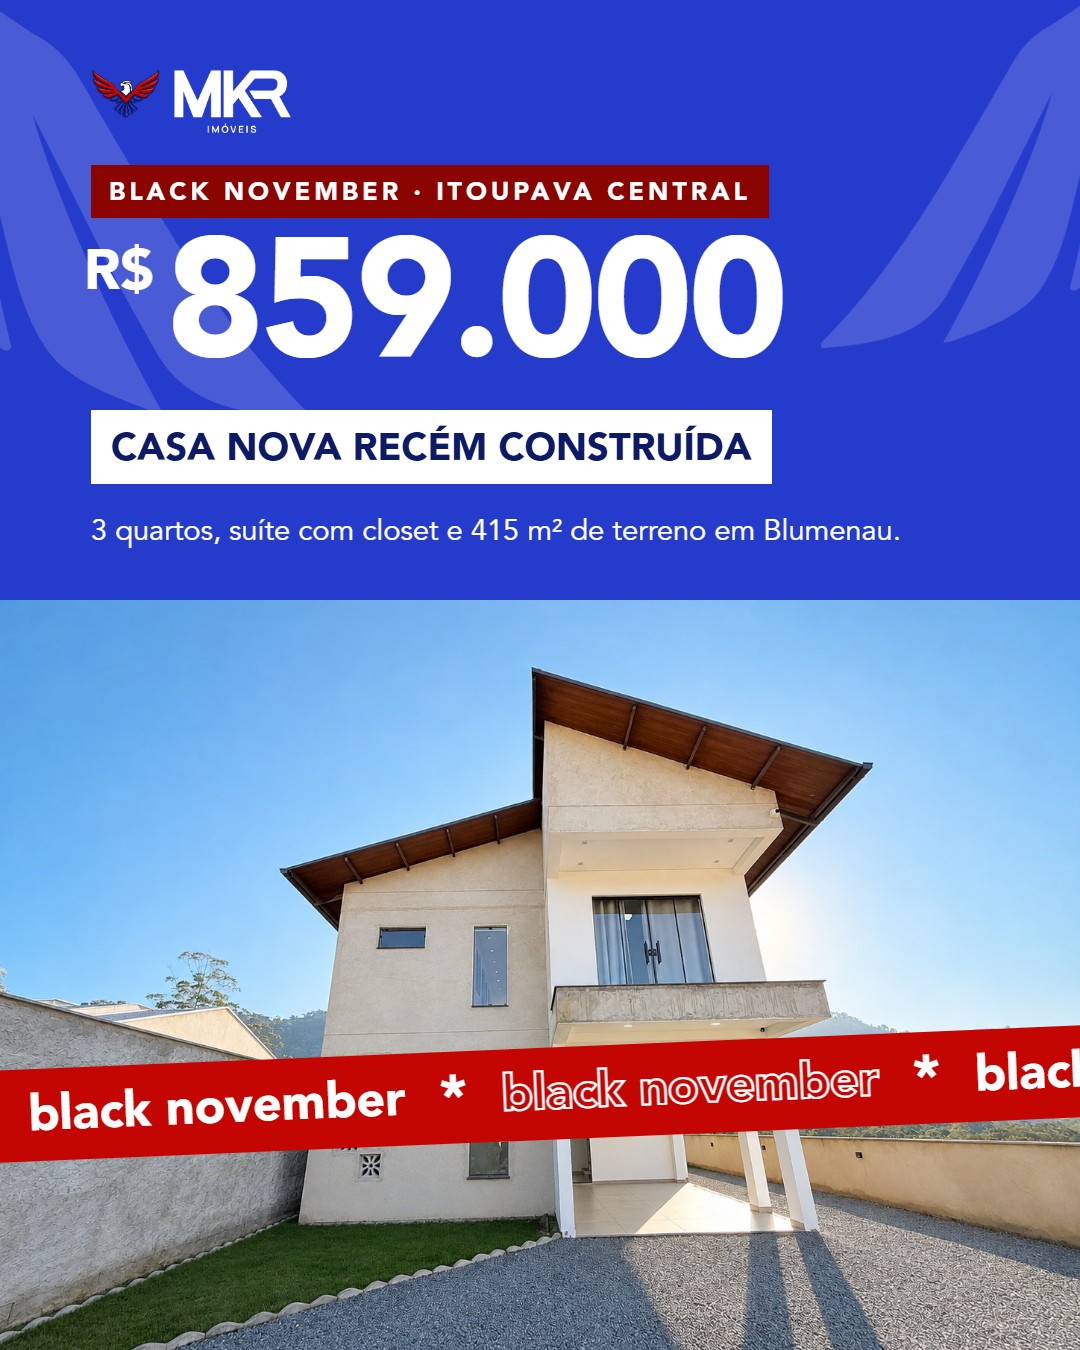 MKR
IMÓVEIS
BLACK NOVEMBER · ITOUPAVA CENTRAL
R$ 859.000
CASA NOVA RECÉM CONSTRUÍDA
3 quartos, suíte com closet e 415 m² de terreno em Blumenau.
black november * black november * blac